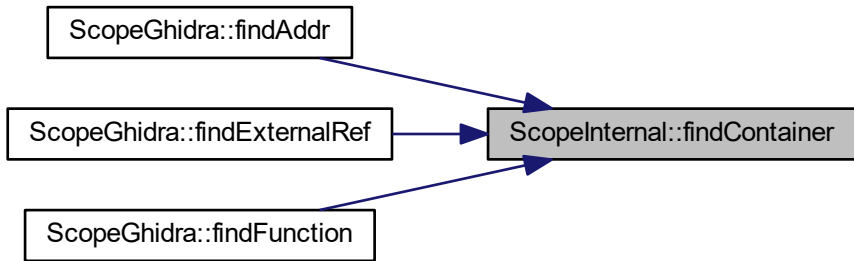 ScopeGhidra::findAddr
ScopeGhidra::findExternalRef
ScopeInternal::findContainer
ScopeGhidra::findFunction